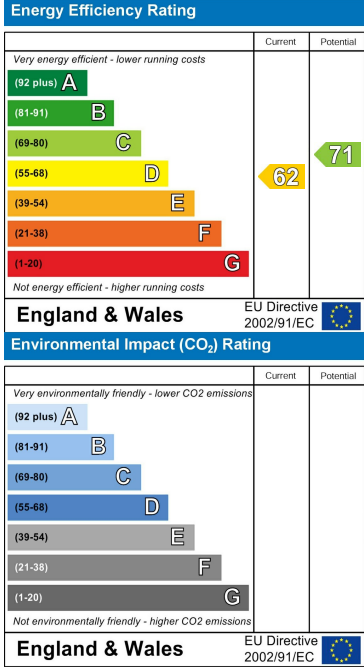 Energy Efficiency Rating
Current Potential
Very energy efficient - lower running costs
(92 plus) A
(81-91) B
(69-80) C
(55-68) D
(39-54) E
(21-38) F
(1-20) G
62
71
Not energy efficient - higher running costs
England & Wales
EU Directive
2002/91/EC
Environmental Impact (CO₂) Rating
Current Potential
Very environmentally friendly - lower CO2 emissions
(92 plus) A
(81-91) B
(69-80) C
(55-68) D
(39-54) E
(21-38) F
(1-20) G
Not environmentally friendly - higher CO2 emissions
England & Wales
EU Directive
2002/91/EC